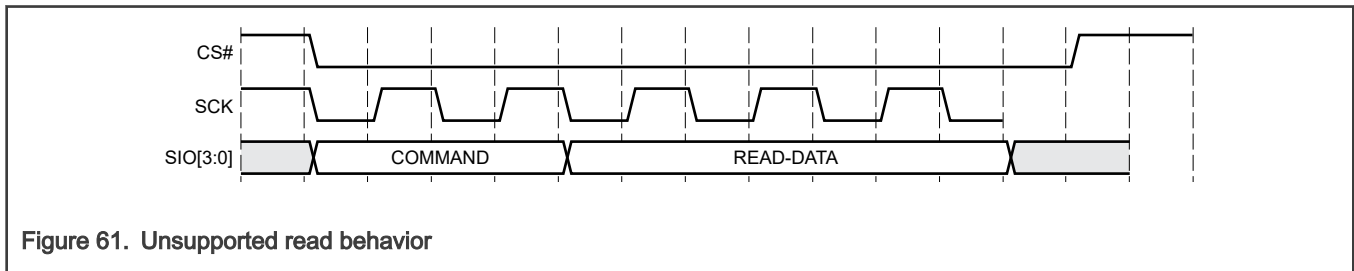 CS#
SCK
SIO[3:0] COMMAND READ-DATA
Figure 61. Unsupported read behavior